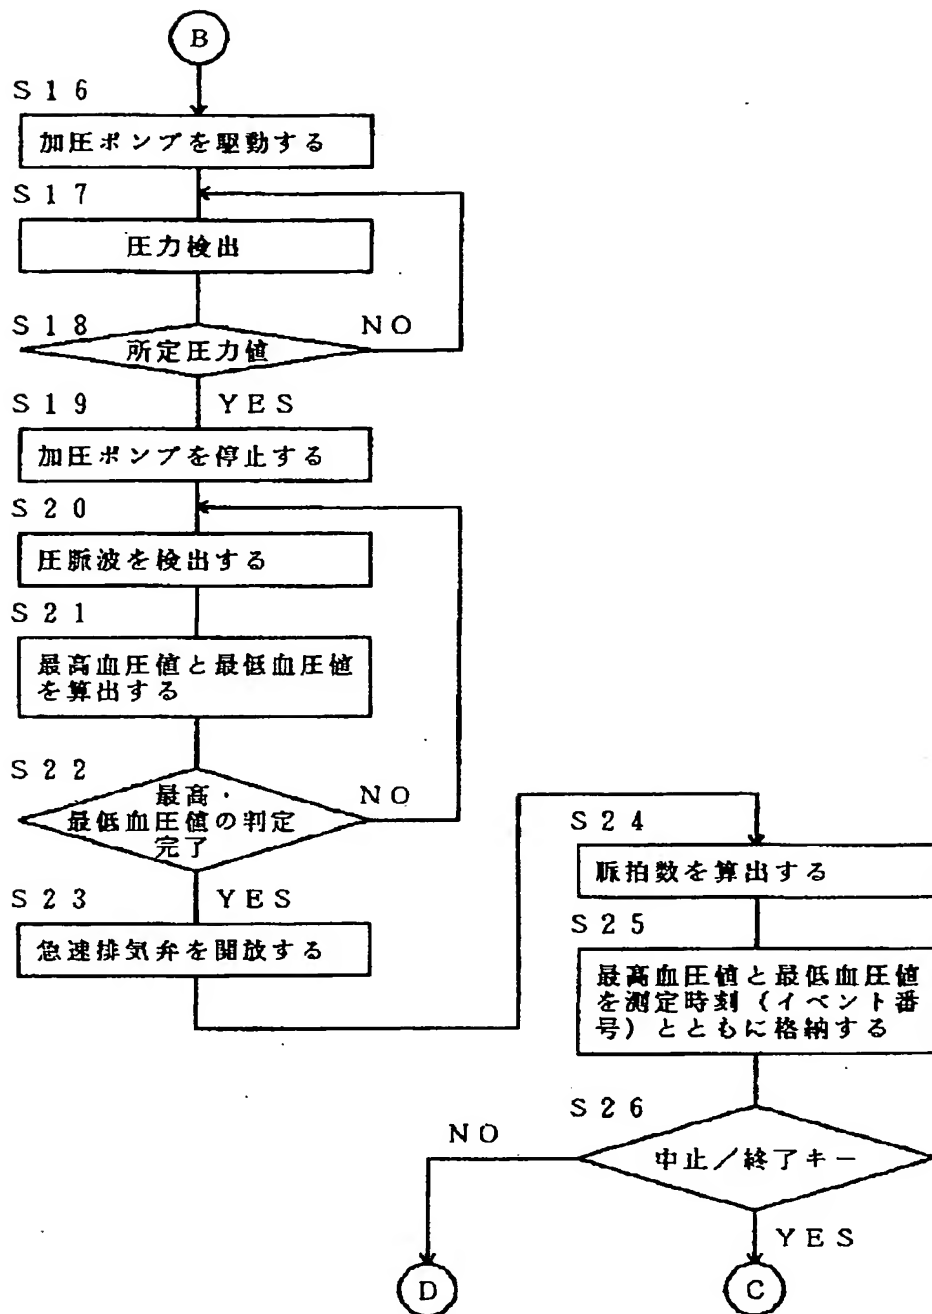 B
S16
加圧ポンプを駆動する
S17
圧力検出
S18
NO
所定圧力値
S19
YES
加圧ポンプを停止する
S20
圧脈波を検出する
S21
最高血圧値と最低血圧値
を算出する
S22
NO
最高・
最低血圧値の判定
完了
S23
YES
急速排気弁を開放する
S24
脈拍数を算出する
S25
最高血圧値と最低血圧値
を測定時刻（イベント番
号）とともに格納する
S26
NO
中止／終了キー
YES
D
C